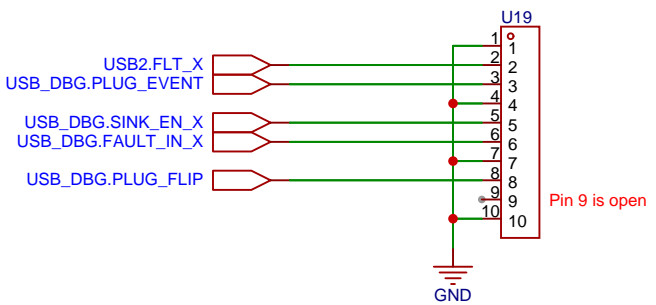 U19
1 1
USB2.FLT_X 2 2
USB_DBG.PLUG_EVENT 3 3
4 4
USB_DBG.SINK_EN_X 5 5
USB_DBG.FAULT_IN_X 6 6
7 7
USB_DBG.PLUG_FLIP 8 8
9 9 Pin 9 is open
10 10
GND